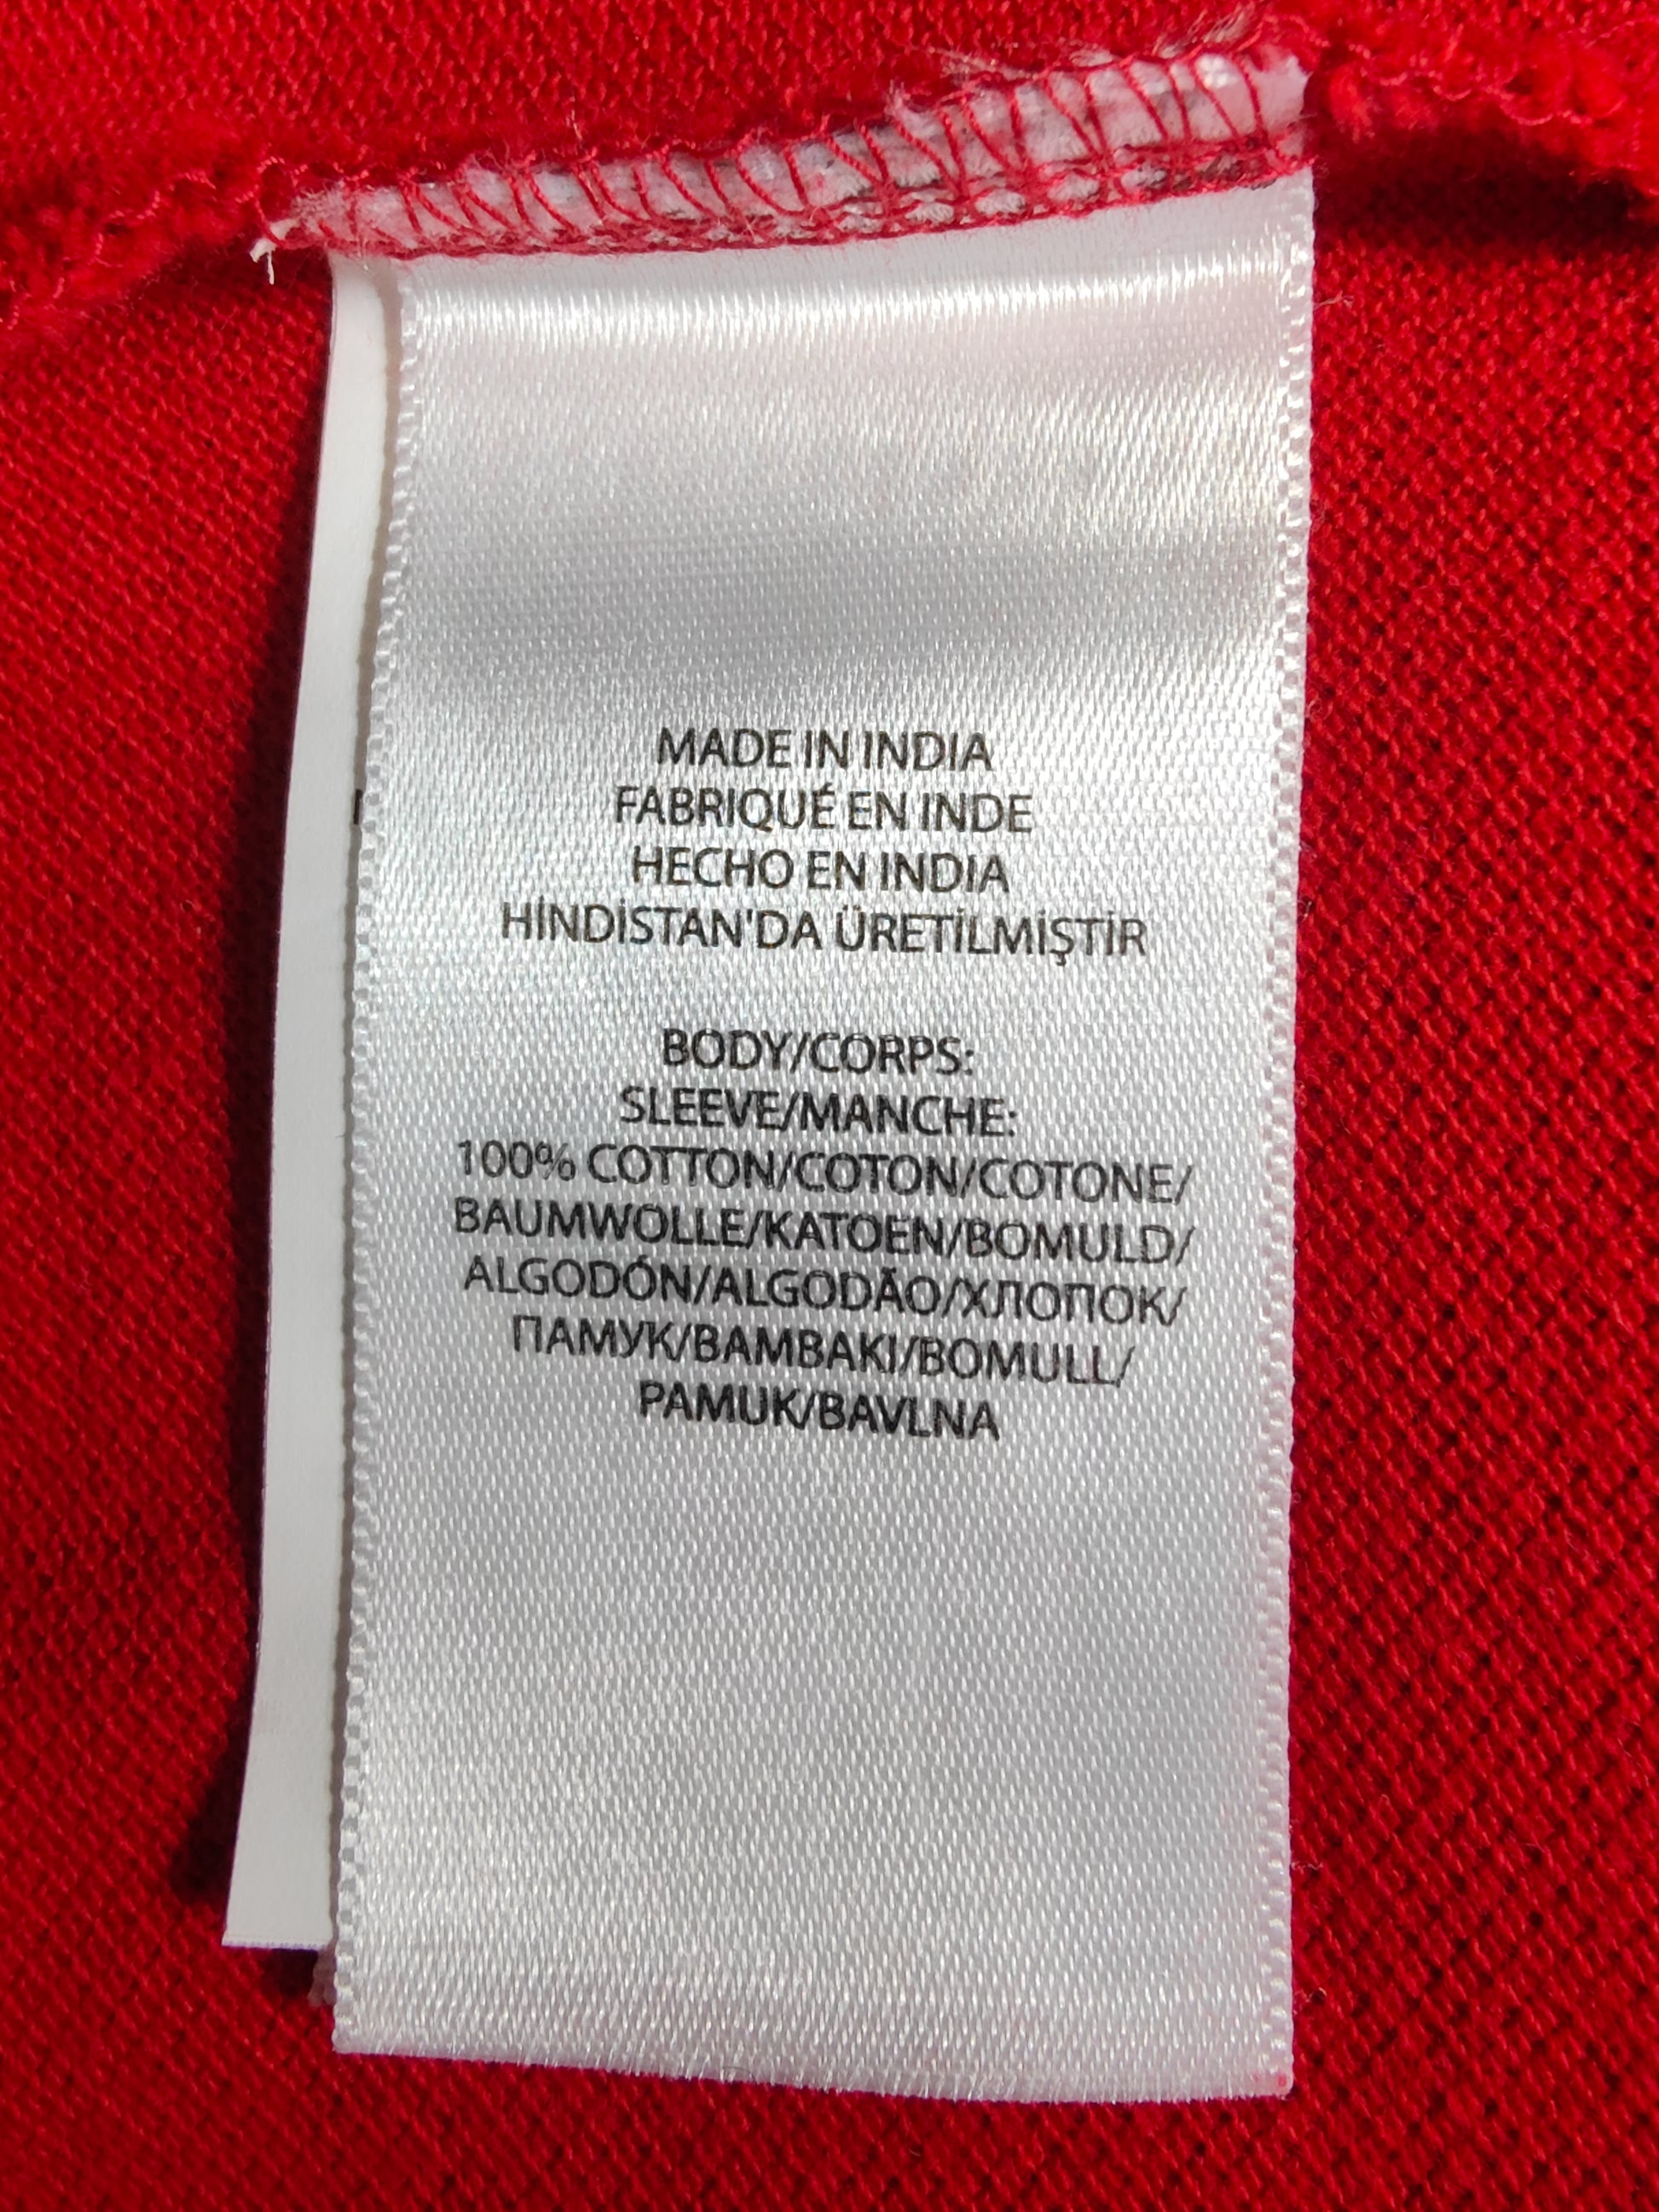 MADE IN INDIA
FABRIQUÉ EN INDE
HECHO EN INDIA
HİNDİSTAN'DA ÜRETİLMİŞTİR
BODY/CORPS:
SLEEVE/MANCHE:
100% COTTON/COTON/COTONE/
BAUMWOLLE/KATOEN/BOMULD/
ALGODÓN/ALGODÃO/ХЛОПОК/
ПАМУК/BAMBAKI/BOMULL/
PAMUK/BAVLNA